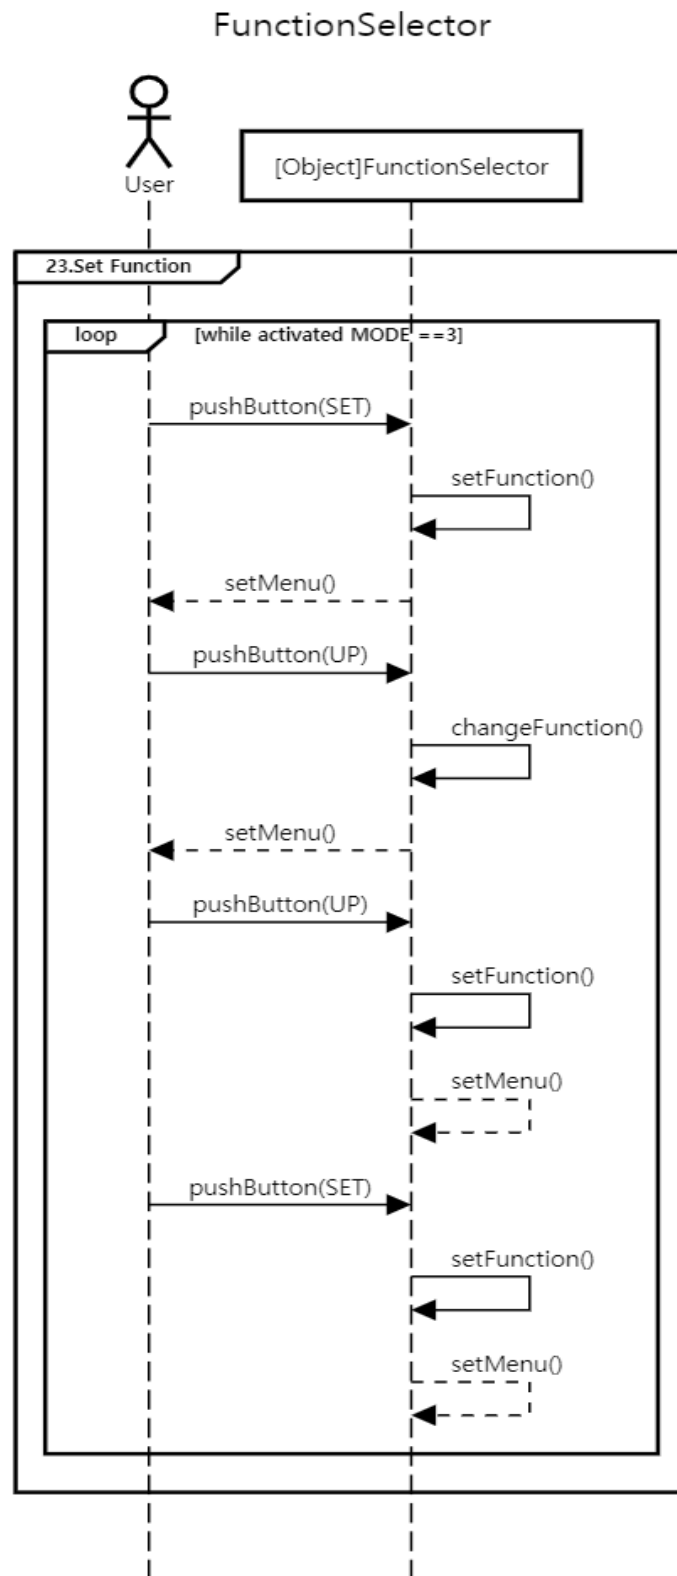 FunctionSelector
User
[Object]FunctionSelector
23.Set Function
loop [while activated MODE ==3]
pushButton(SET)
setFunction()
setMenu()
pushButton(UP)
changeFunction()
setMenu()
pushButton(UP)
setFunction()
setMenu()
pushButton(SET)
setFunction()
setMenu()